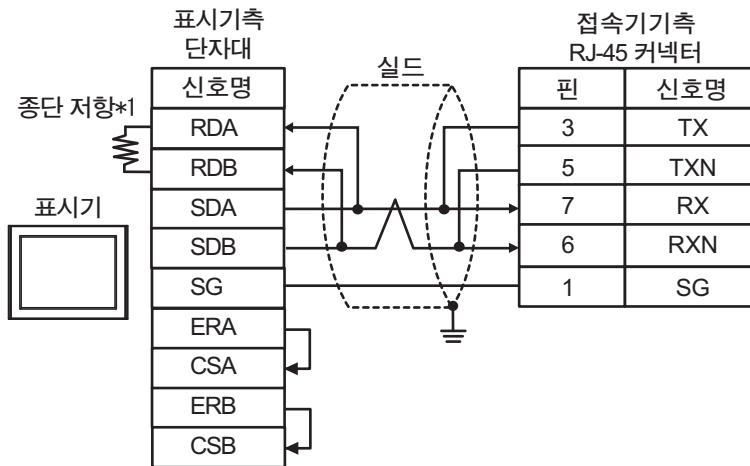 표시기측
단자대
접속기기측
RJ-45 커넥터
실드
종단 저항*1
표시기
신호명
RDA
RDB
SDA
SDB
SG
ERA
CSA
ERB
CSB
핀 신호명
3 TX
5 TXN
7 RX
6 RXN
1 SG